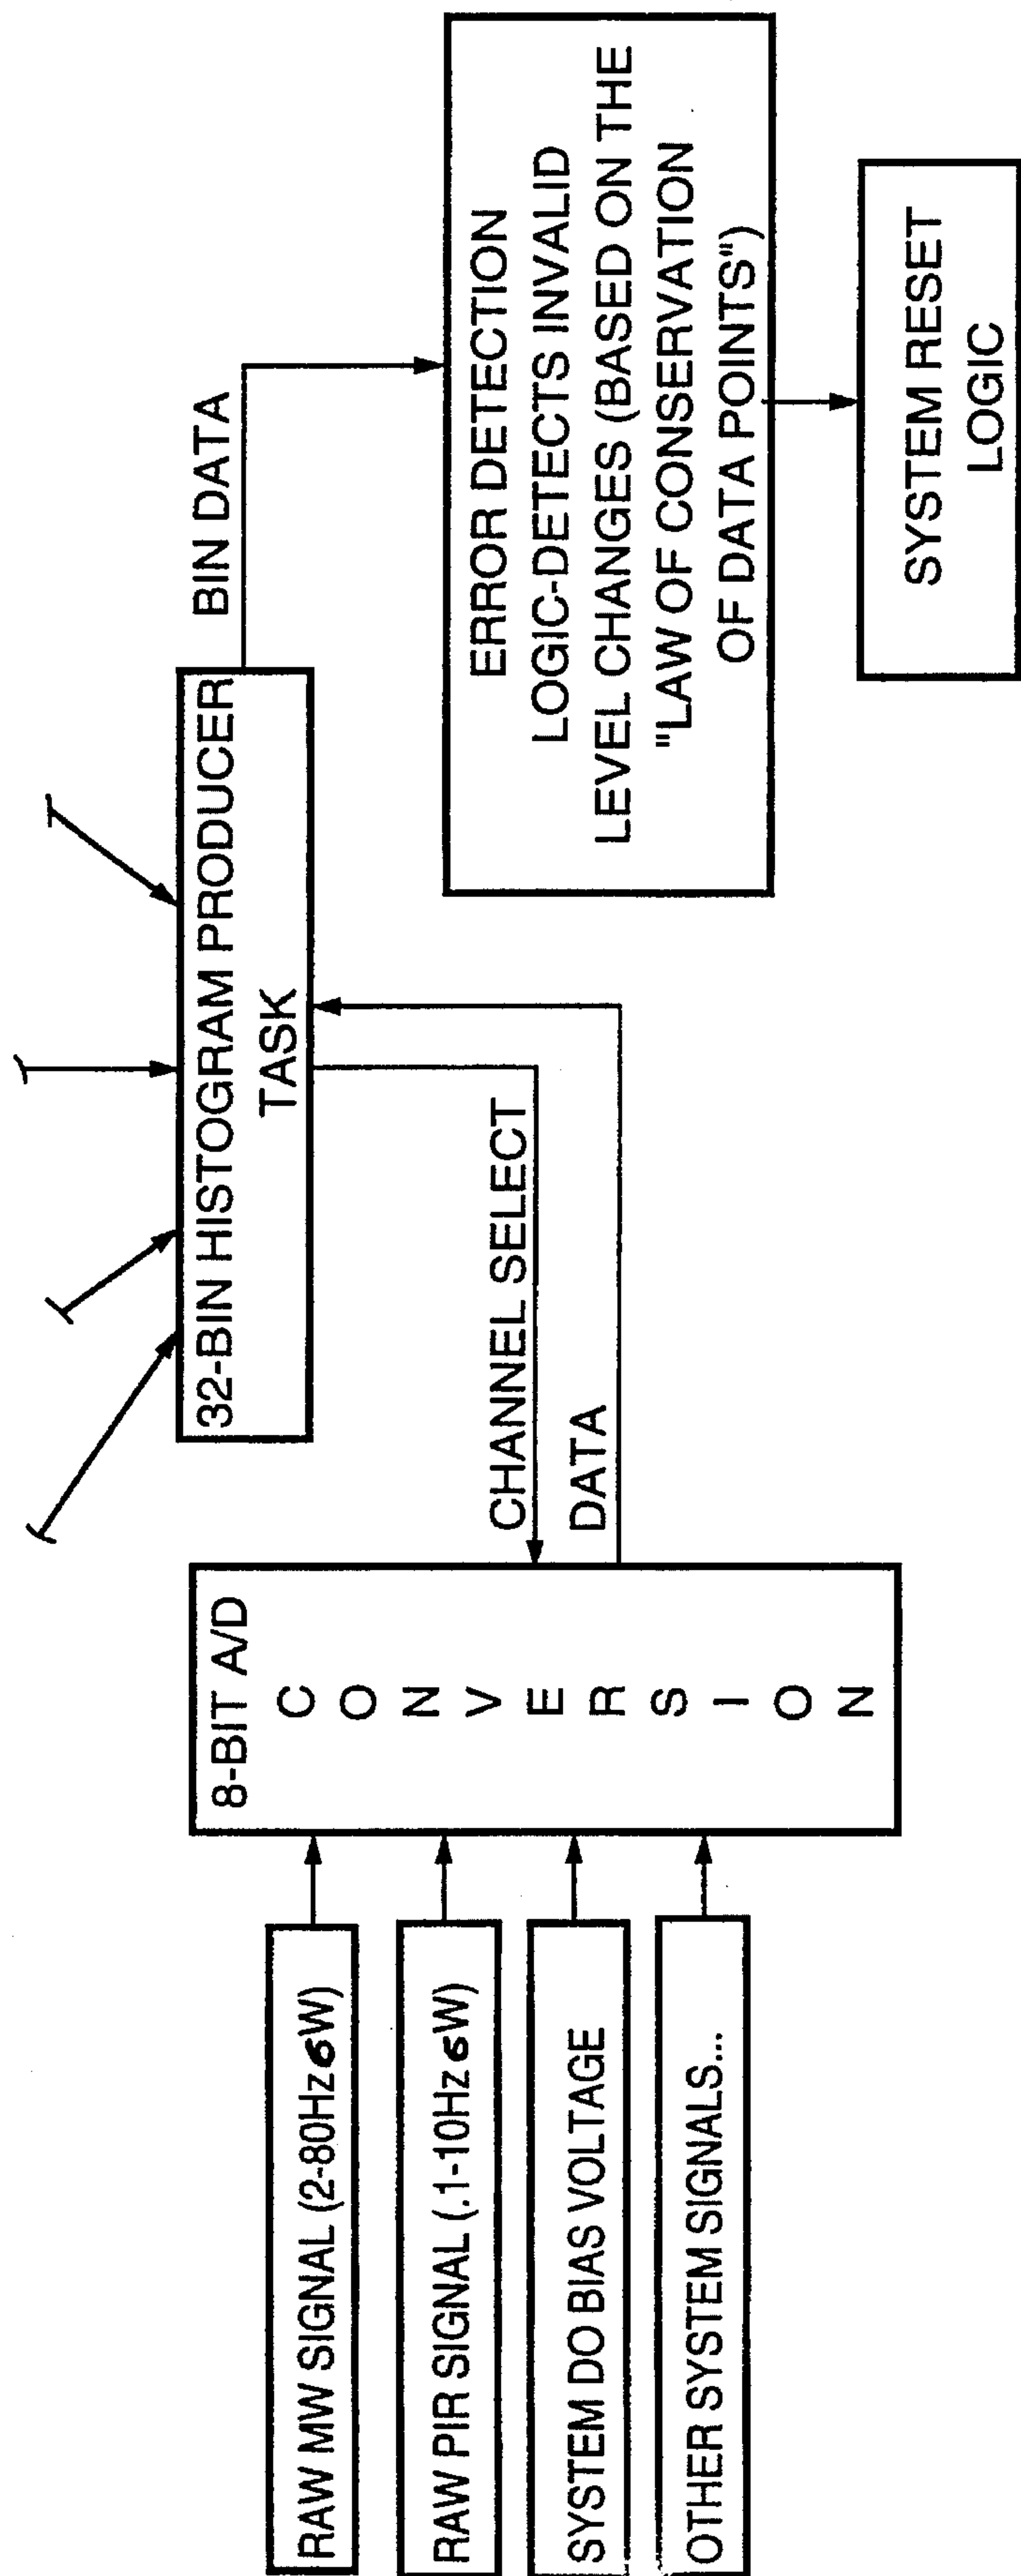 RAW MW SIGNAL (2-80Hz 6W)
RAW PIR SIGNAL (.1-10Hz 6W)
SYSTEM DO BIAS VOLTAGE
OTHER SYSTEM SIGNALS...
8-BIT A/D
C
O
N
V
E
R
S
I
O
N
CHANNEL SELECT
DATA
32-BIN HISTOGRAM PRODUCER
TASK
BIN DATA
ERROR DETECTION
LOGIC-DETECTS INVALID
LEVEL CHANGES (BASED ON THE
"LAW OF CONSERVATION
OF DATA POINTS")
SYSTEM RESET
LOGIC